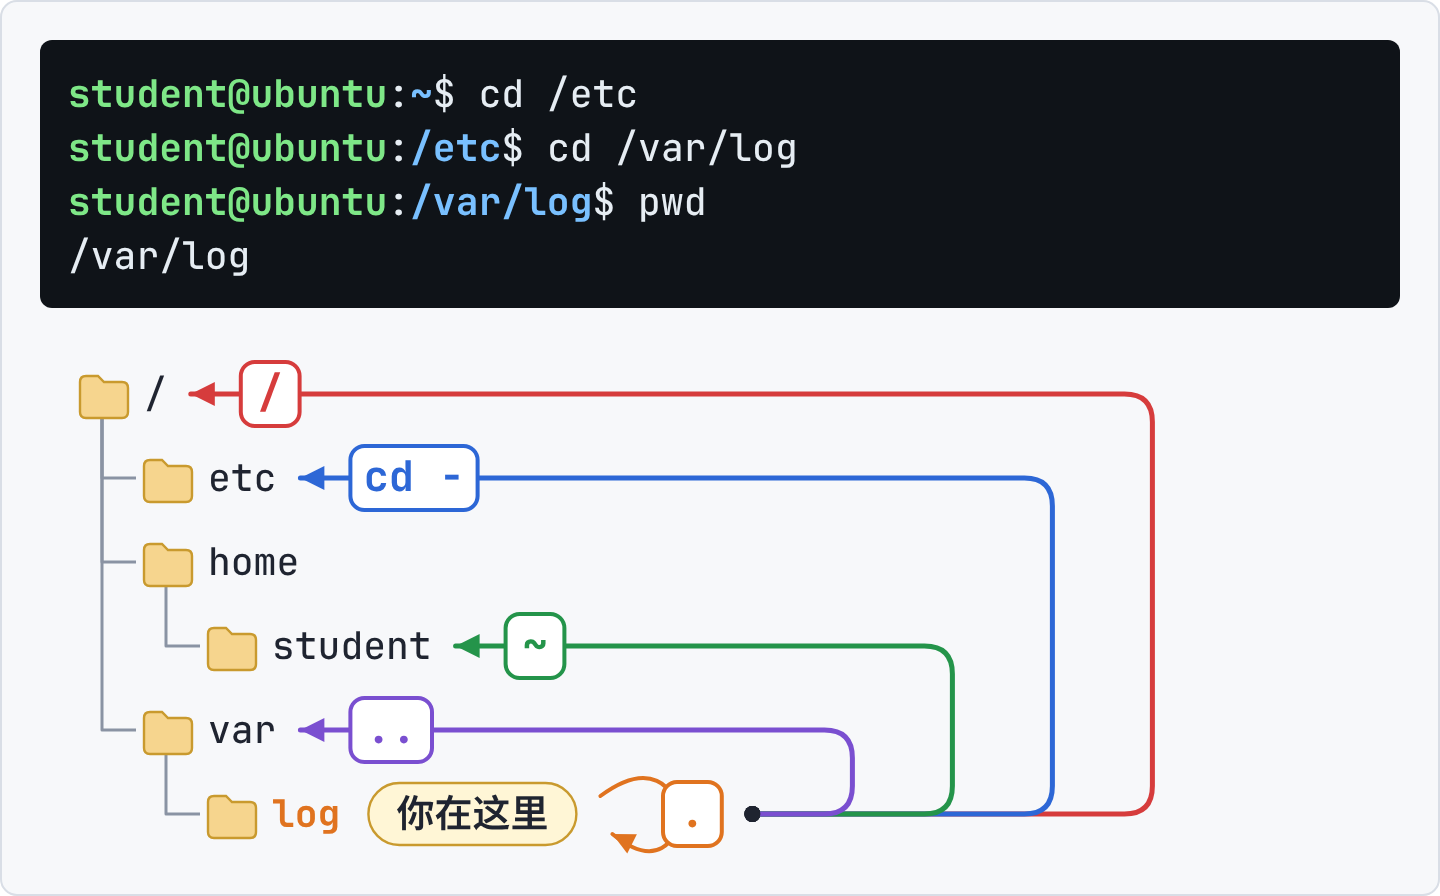 student@ubuntu:~$ cd /etc
student@ubuntu:/etc$ cd /var/log
student@ubuntu:/var/log$ pwd
/var/log
/ /
etc cd -
home
student ~
var ..
log 你在这里 .